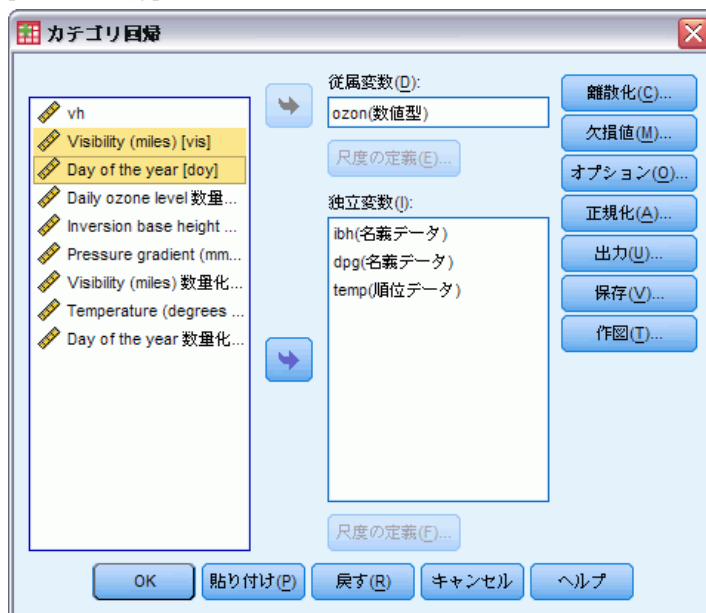 カテゴリ回帰
vh
Visibility (miles) [vis]
Day of the year [doy]
Daily ozone level 数量...
Inversion base height ...
Pressure gradient (mm...
Visibility (miles) 数量化...
Temperature (degrees ...
Day of the year 数量化...
従属変数(D):
ozon(数値型)
尺度の定義(E)...
独立変数(I):
ibh(名義データ)
dpg(名義データ)
temp(順位データ)
尺度の定義(F)...
離散化(C)...
欠損値(M)...
オプション(O)...
正規化(A)...
出力(U)...
保存(V)...
作図(T)...
OK
貼り付け(P)
戻す(R)
キャンセル
ヘルプ